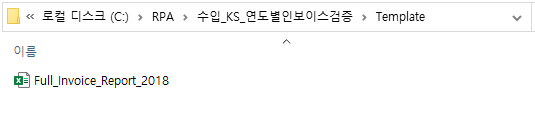 « 로컬 디스크 (C:) > RPA > 수입_KS_연도별인보이스검증 > Template
이름
Full_Invoice_Report_2018